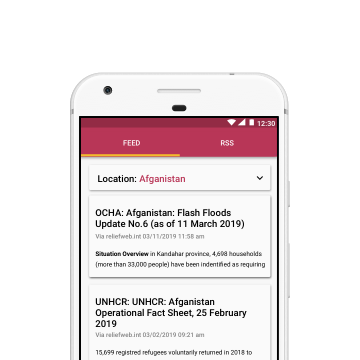 12:30
FEED RSS
Location: Afganistan
OCHA: Afganistan: Flash Floods
Update No.6 (as of 11 March 2019)
Via reliefweb.int 03/11/2019 11:58 am
Situation Overview in Kandahar province, 4,698 households
(more than 33,000 people) have been indentified as requiring
UNHCR: UNHCR: Afganistan
Operational Fact Sheet, 25 February
2019
Via reliefweb.int 03/02/2019 09:21 am
15,699 registred refugees voluntarily returned in 2018 to